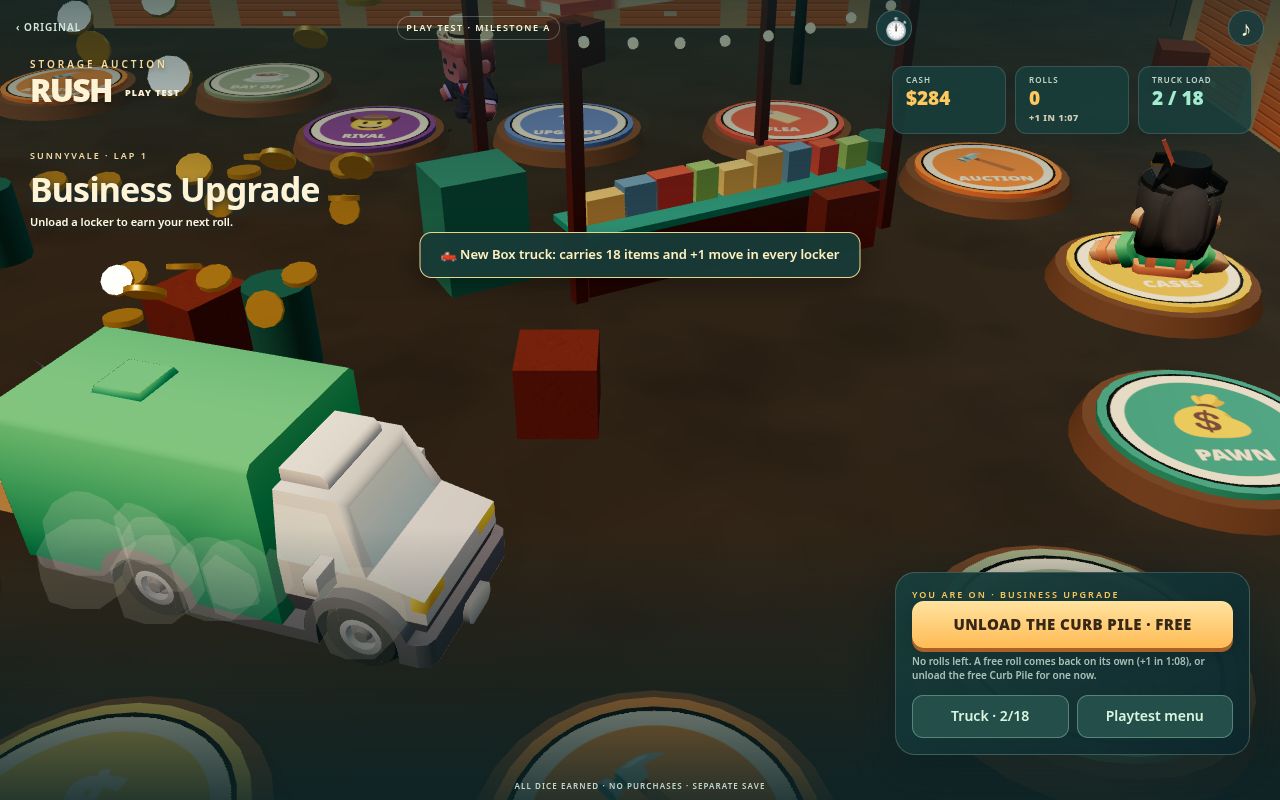 ‹ ORIGINAL
PLAY TEST · MILESTONE A
STORAGE AUCTION
RUSH PLAY TEST
CASH
$284
ROLLS
0
+1 IN 1:07
TRUCK LOAD
2 / 18
SUNNYVALE · LAP 1
Business Upgrade
Unload a locker to earn your next roll.
DAY OFF
RIVAL
UPGRADE
FLEA
AUCTION
🛻 New Box truck: carries 18 items and +1 move in every locker
CASES
PAWN
YOU ARE ON · BUSINESS UPGRADE
UNLOAD THE CURB PILE · FREE
No rolls left. A free roll comes back on its own (+1 in 1:08), or
unload the free Curb Pile for one now.
Truck · 2/18
Playtest menu
ALL DICE EARNED · NO PURCHASES · SEPARATE SAVE